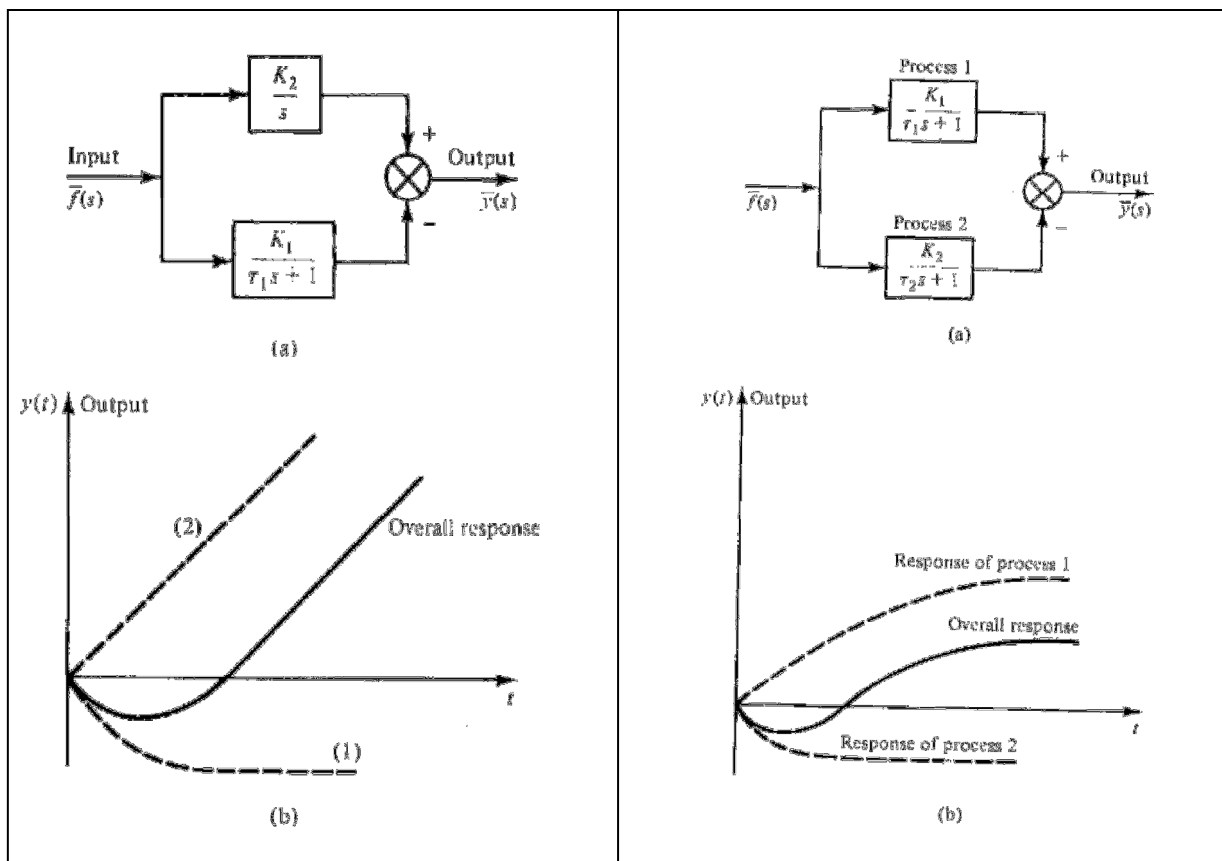 K₂
s
+
Input
Output
f̄(s)
ȳ(s)
K₁
τ₁s + 1
−
(a)
y(t)
Output
(2)
Overall response
t
(1)
(b)
Process 1
K₁
τ₁s + 1
+
Output
f̄(s)
ȳ(s)
Process 2
−
K₂
τ₂s + 1
(a)
y(t)
Output
Response of process 1
Overall response
t
Response of process 2
(b)